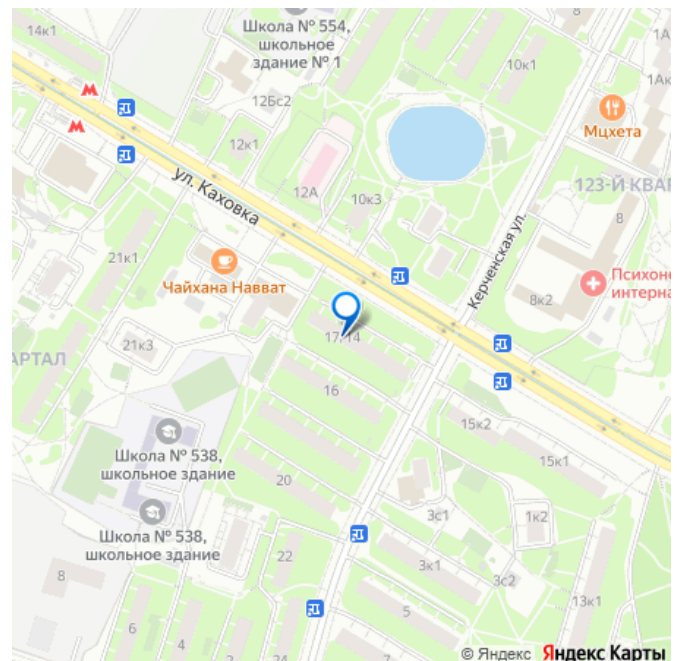 14к1
Школа № 554,
школьное
здание № 1
10к1
1А
1Ак
М
М
12Бс2
Мцхета
12к1
12А
10к3
123-Й КВАР
8
ул. Каховка
Керченская ул.
21к1
Чайхана Навват
Психоне
интерна
8к2
17/14
21к3
АРТАЛ
16
15к2
15к1
Школа № 538,
школьное здание
20
3с1
1к2
Школа № 538,
школьное здание
22
3к1
3с2
8
13к1
5
6
4
© Яндекс Яндекс Карты